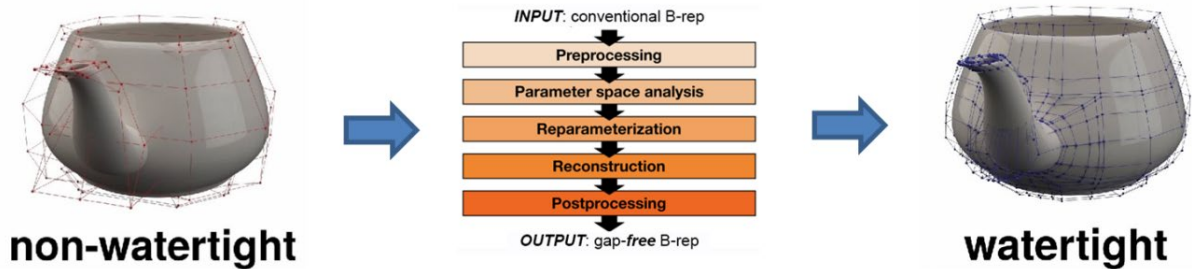 non-watertight
INPUT: conventional B-rep
Preprocessing
Parameter space analysis
Reparameterization
Reconstruction
Postprocessing
OUTPUT: gap-free B-rep
watertight